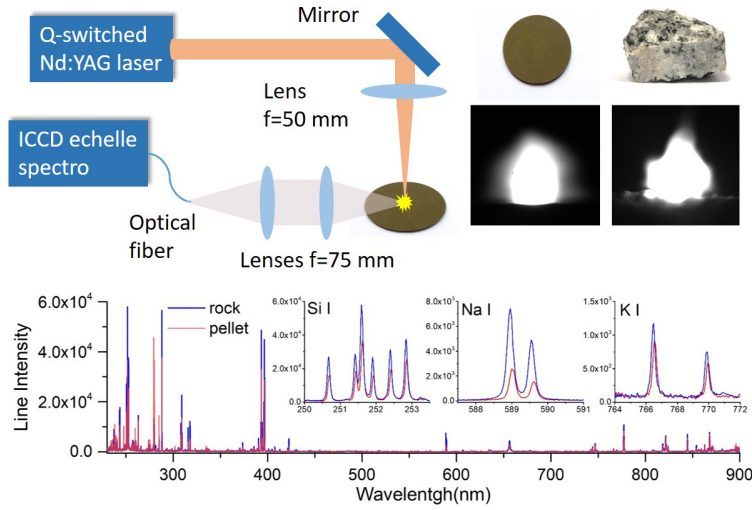 Q-switched
Nd:YAG laser
Mirror
Lens
f=50 mm
ICCD echelle
spectro
Optical
fiber
Lenses f=75 mm
Line Intensity
6.0x10⁴
4.0x10⁴
2.0x10⁴
0.0
rock
pellet
Si I
6.0x10⁴
4.0x10⁴
2.0x10⁴
0.0
250 251 252 253
Na I
8.0x10³
6.0x10³
4.0x10³
2.0x10³
0.0
588 589 590 591
K I
1.5x10³
1.0x10³
5.0x10²
0.0
764 766 768 770 772
300 400 500 600 700 800 900
Wavelentgh(nm)